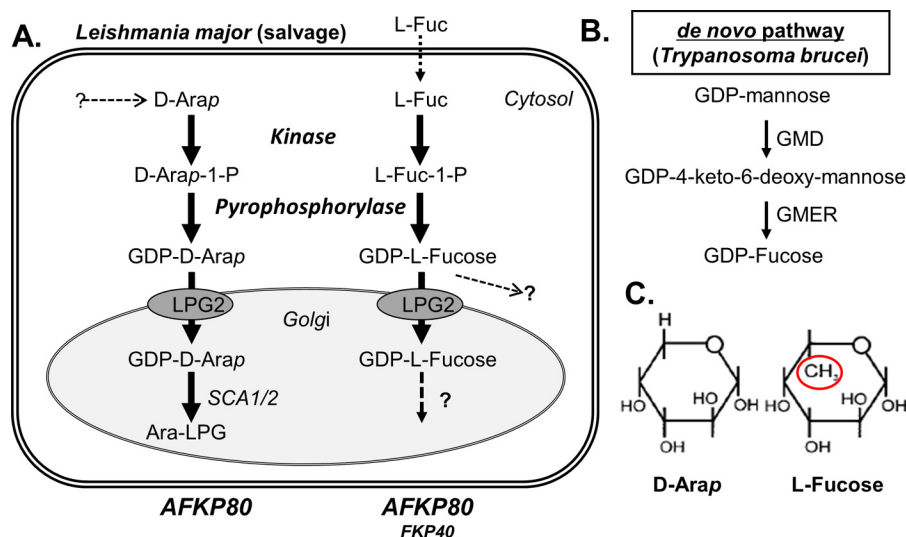 A.
Leishmania major (salvage)
L-Fuc
?
D-Arap
L-Fuc
Cytosol
Kinase
D-Arap-1-P
L-Fuc-1-P
Pyrophosphorylase
GDP-D-Arap
GDP-L-Fucose
?
LPG2
LPG2
Golgi
GDP-D-Arap
GDP-L-Fucose
SCA1/2
?
Ara-LPG
AFKP80
AFKP80
FKP40
B.
de novo pathway
(Trypanosoma brucei)
GDP-mannose
GMD
GDP-4-keto-6-deoxy-mannose
GMER
GDP-Fucose
C.
H
O
HO
HO
OH
OH
D-Arap
O
CH3
HO
HO
OH
OH
L-Fucose